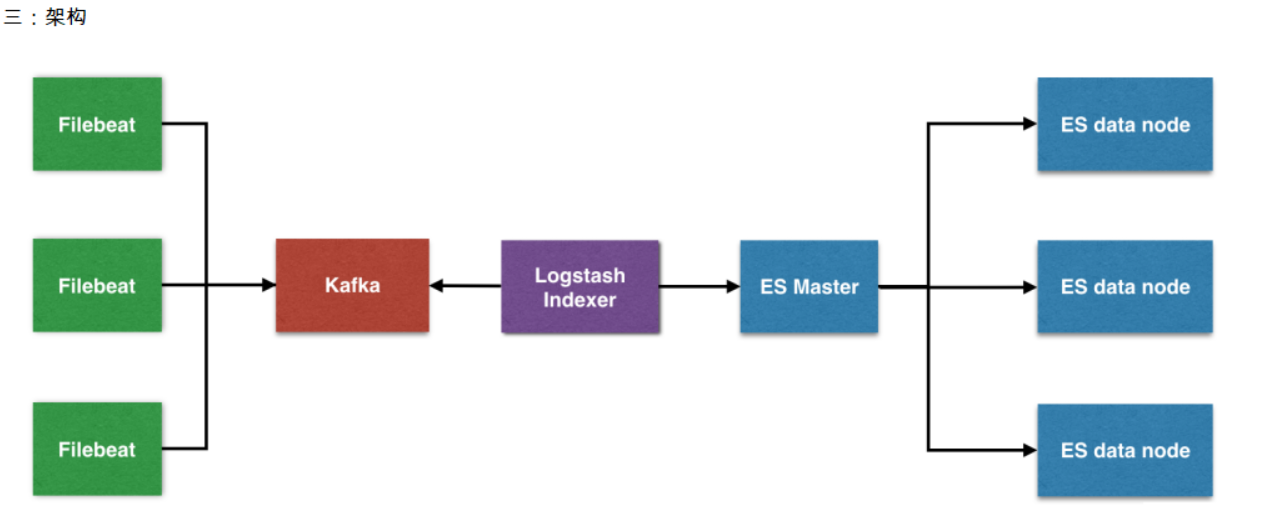 三：架构
Filebeat
Filebeat
Filebeat
Kafka
Logstash
Indexer
ES Master
ES data node
ES data node
ES data node